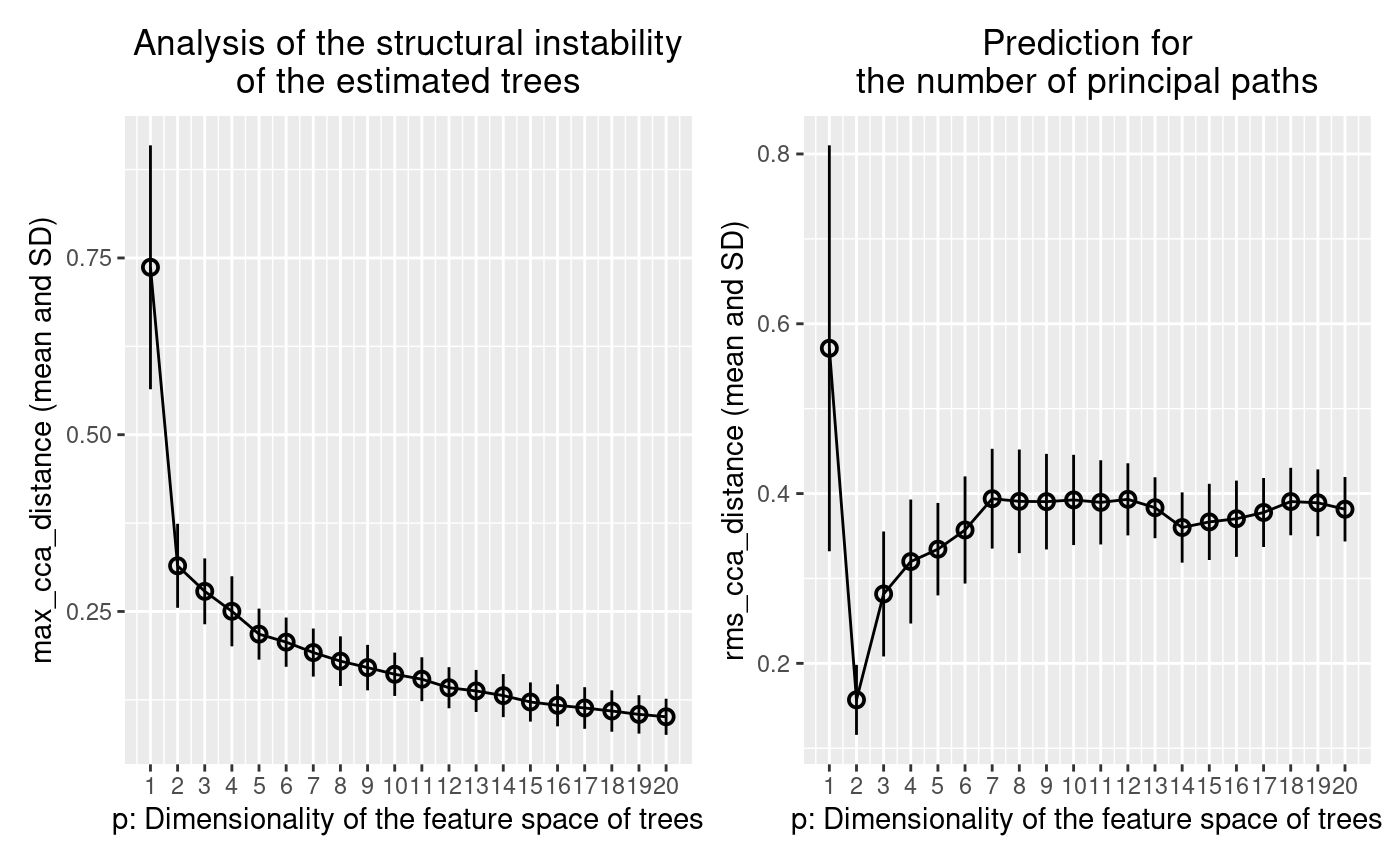 Analysis of the structural instability
of the estimated trees
max_cca_distance (mean and SD)
0.75
0.50
0.25
1 2 3 4 5 6 7 8 9 10 11 12 13 14 15 16 17 18 19 20
p: Dimensionality of the feature space of trees
Prediction for
the number of principal paths
rms_cca_distance (mean and SD)
0.8
0.6
0.4
0.2
1 2 3 4 5 6 7 8 9 10 11 12 13 14 15 16 17 18 19 20
p: Dimensionality of the feature space of trees